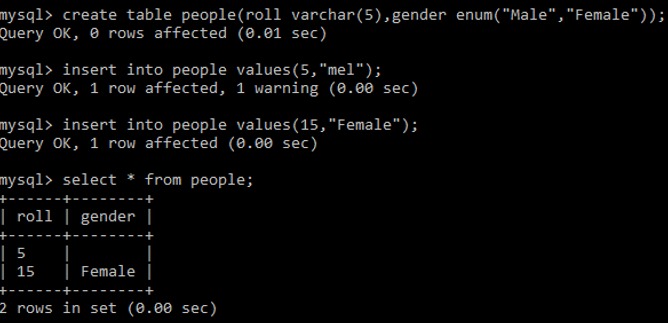 mysql> create table people(roll varchar(5),gender enum("Male","Female"));
Query OK, 0 rows affected (0.01 sec)
mysql> insert into people values(5,"mel");
Query OK, 1 row affected, 1 warning (0.00 sec)
mysql> insert into people values(15,"Female");
Query OK, 1 row affected (0.00 sec)
mysql> select * from people;
+------+--------+
| roll | gender |
+------+--------+
| 5    |        |
| 15   | Female |
+------+--------+
2 rows in set (0.00 sec)